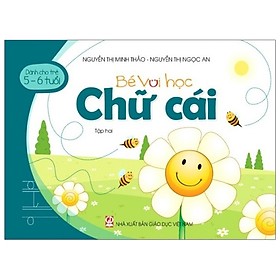 NGUYỄN THỊ MINH THẢO - NGUYỄN THỊ NGỌC AN
Dành cho trẻ
5 - 6 tuổi
Bé Vui học
Chữ cái
Tập hai
a
NHÀ XUẤT BẢN GIÁO DỤC VIỆT NAM